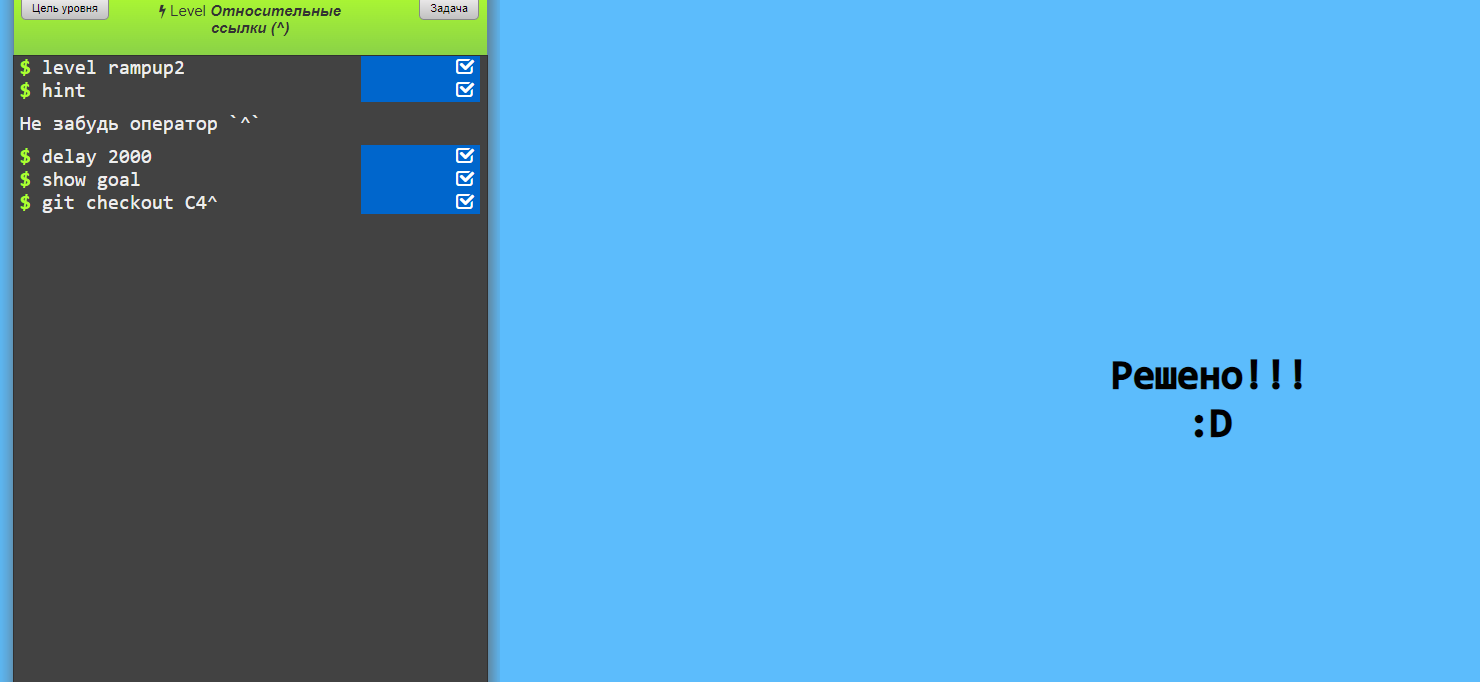 Цель уровня
Level Относительные
ссылки (^)
Задача
$ level rampup2
$ hint
Не забудь оператор `^`
$ delay 2000
$ show goal
$ git checkout C4^
Решено!!!
:D